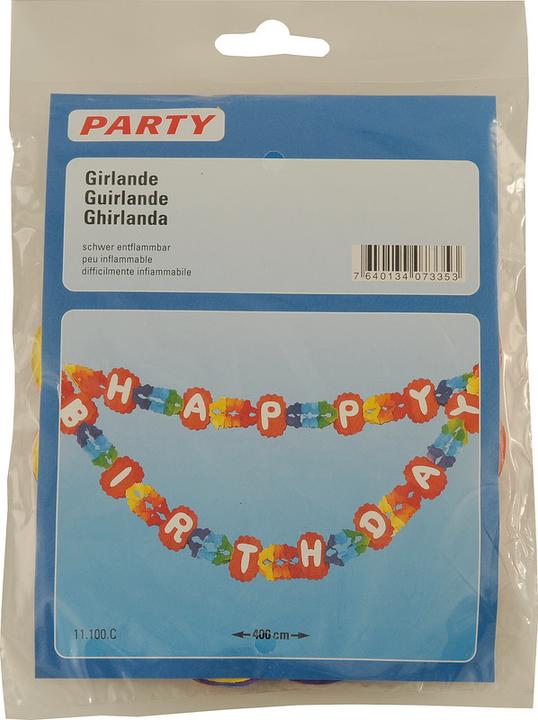 PARTY
Girlande
Guirlande
Ghirlanda
schwer entflammbar
peu inflammable
difficilmente infiammabile
7 640134 073353
HAPPY
BIRTHDAY
11.100.C
400 cm